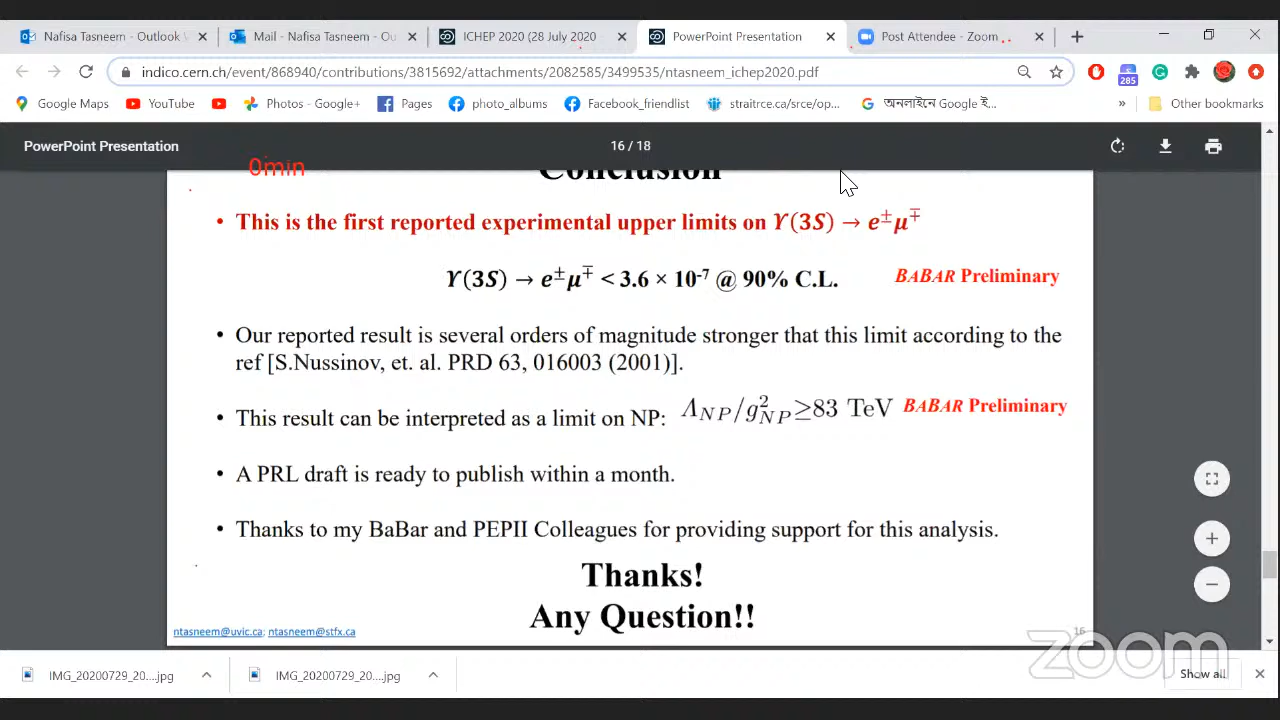 Nafisa Tasneem - Outlook W
Mail - Nafisa Tasneem - Ou
ICHEP 2020 (28 July 2020
PowerPoint Presentation
Post Attendee - Zoom
indico.cern.ch/event/868940/contributions/3815692/attachments/2082585/3499535/ntasneem_ichep2020.pdf
285
Google Maps
YouTube
Photos - Google+
Pages
photo_albums
Facebook_friendlist
straitrce.ca/srce/op...
অনলাইনে Google ই...
»
Other bookmarks
PowerPoint Presentation
16 / 18
0min
Conclusion
• This is the first reported experimental upper limits on ϒ(3S) → e±μ∓
ϒ(3S) → e±μ∓ < 3.6 × 10⁻⁷ @ 90% C.L.
BABAR Preliminary
• Our reported result is several orders of magnitude stronger that this limit according to the
ref [S.Nussinov, et. al. PRD 63, 016003 (2001)].
• This result can be interpreted as a limit on NP: Λ_NP/g²_NP≥83 TeV BABAR Preliminary
• A PRL draft is ready to publish within a month.
• Thanks to my BaBar and PEPII Colleagues for providing support for this analysis.
Thanks!
Any Question!!
ntasneem@uvic.ca; ntasneem@stfx.ca
16
zoom
IMG_20200729_20....jpg
IMG_20200729_20....jpg
Show all